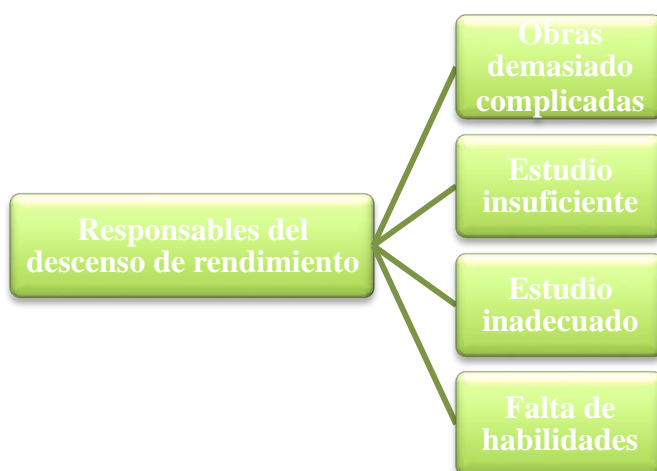 Obras
demasiado
complicadas
Estudio
insuficiente
Responsables del
descenso de rendimiento
Estudio
inadecuado
Falta de
habilidades